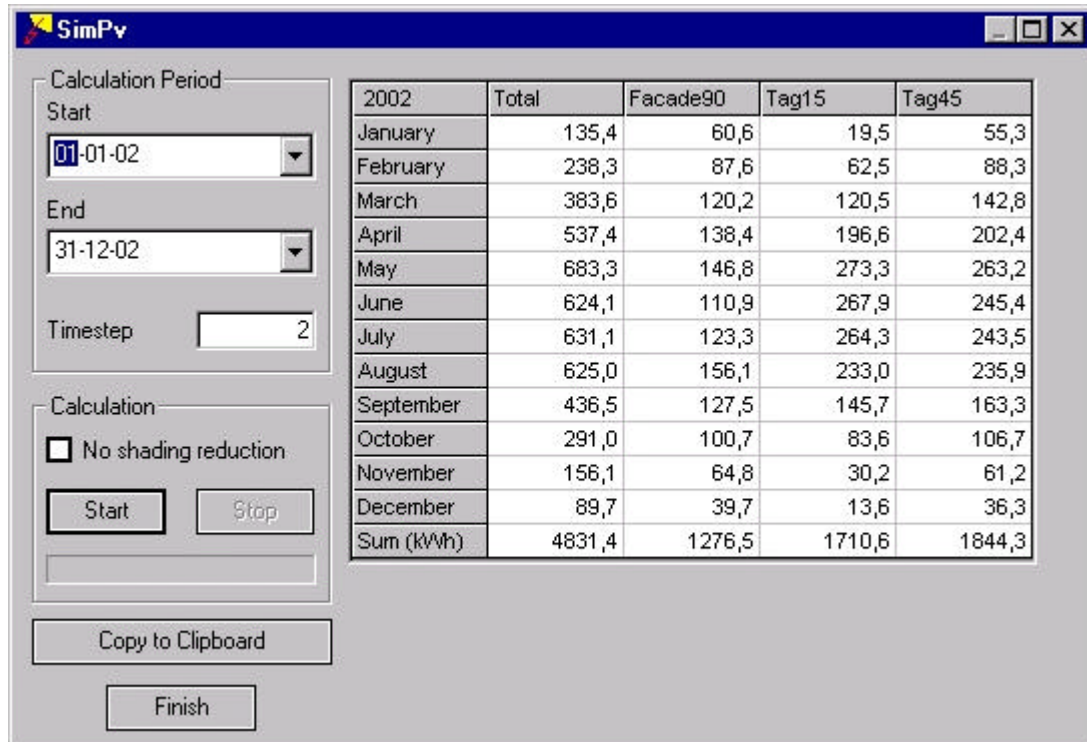 SimPv
Calculation Period
Start
01-01-02
End
31-12-02
Timestep 2
Calculation
No shading reduction
Start Stop
Copy to Clipboard
Finish
2002 Total Facade90 Tag15 Tag45
January 135,4 60,6 19,5 55,3
February 238,3 87,6 62,5 88,3
March 383,6 120,2 120,5 142,8
April 537,4 138,4 196,6 202,4
May 683,3 146,8 273,3 263,2
June 624,1 110,9 267,9 245,4
July 631,1 123,3 264,3 243,5
August 625,0 156,1 233,0 235,9
September 436,5 127,5 145,7 163,3
October 291,0 100,7 83,6 106,7
November 156,1 64,8 30,2 61,2
December 89,7 39,7 13,6 36,3
Sum (kWh) 4831,4 1276,5 1710,6 1844,3